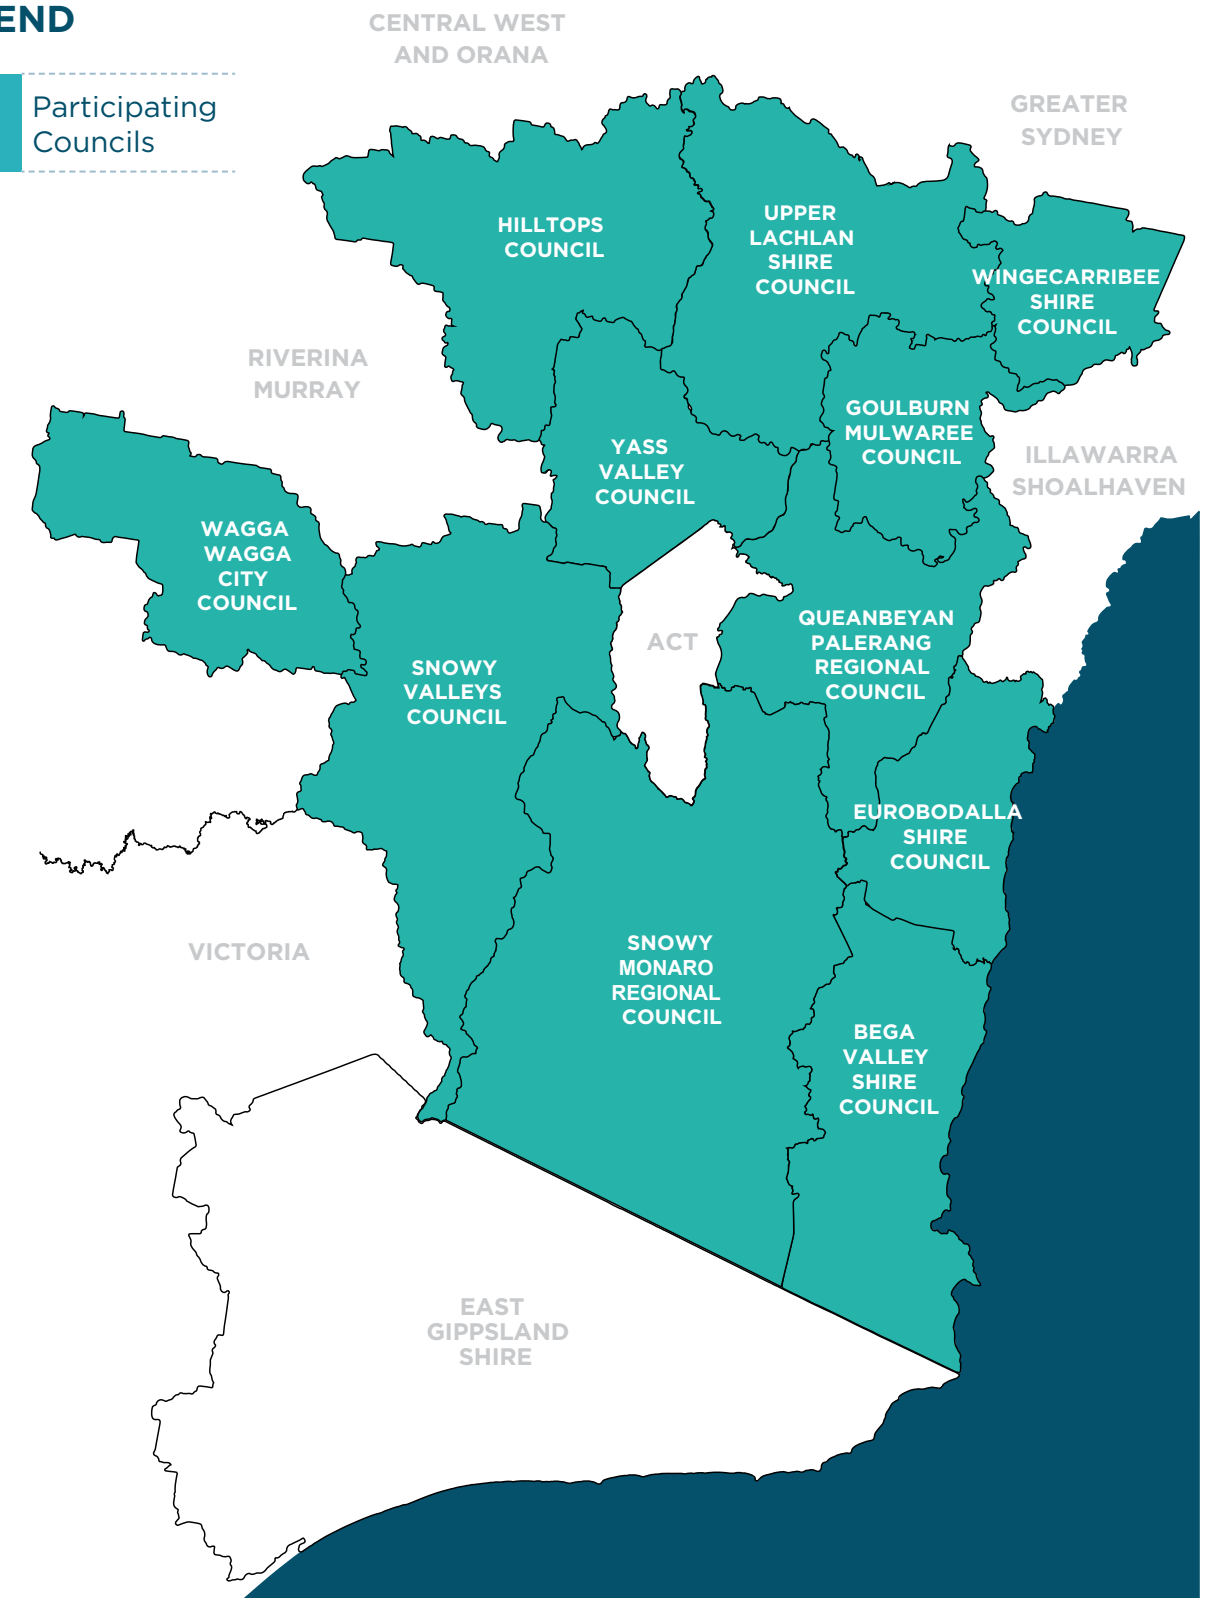 END
Participating
Councils
CENTRAL WEST
AND ORANA
GREATER
SYDNEY
HILLTOPS
COUNCIL
UPPER
LACHLAN
SHIRE
COUNCIL
WINGECARRIBEE
SHIRE
COUNCIL
RIVERINA
MURRAY
GOULBURN
MULWAREE
COUNCIL
YASS
VALLEY
COUNCIL
ILLAWARRA
SHOALHAVEN
WAGGA
WAGGA
CITY
COUNCIL
ACT
QUEANBEYAN
PALERANG
REGIONAL
COUNCIL
SNOWY
VALLEYS
COUNCIL
EUROBODALLA
SHIRE
COUNCIL
VICTORIA
SNOWY
MONARO
REGIONAL
COUNCIL
BEGA
VALLEY
SHIRE
COUNCIL
EAST
GIPPSLAND
SHIRE